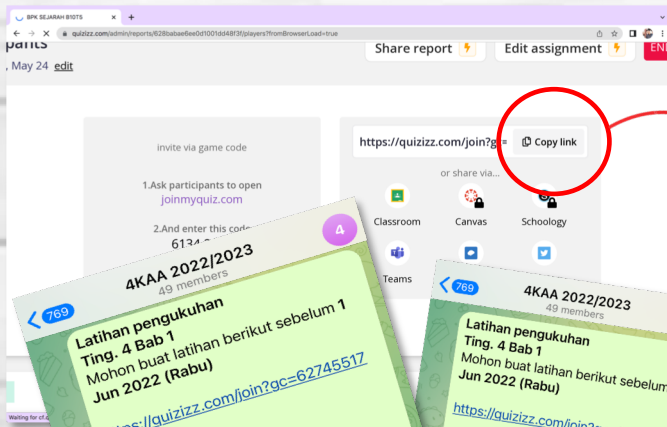 BPK SEJARAH B10T5
quizizz.com/admin/reports/628babae6ee0d1001dd48f3f/players?fromBrowserLoad=true
pants
, May 24 edit
Share report
Edit assignment
invite via game code
1.Ask participants to open
joinmyquiz.com
2.And enter this code
6134
https://quizizz.com/join?gc=
Copy link
or share via...
Classroom
Canvas
Schoology
Teams
769
4KAA 2022/2023
49 members
4
Latihan pengukuhan
Ting. 4 Bab 1
Mohon buat latihan berikut sebelum 1
Jun 2022 (Rabu)
https://quizizz.com/join?gc=62745517
769
4KAA 2022/2023
49 members
Latihan pengukuhan
Ting. 4 Bab 1
Mohon buat latihan berikut sebelum
Jun 2022 (Rabu)
https://quizizz.com/join?
Waiting for cf.q